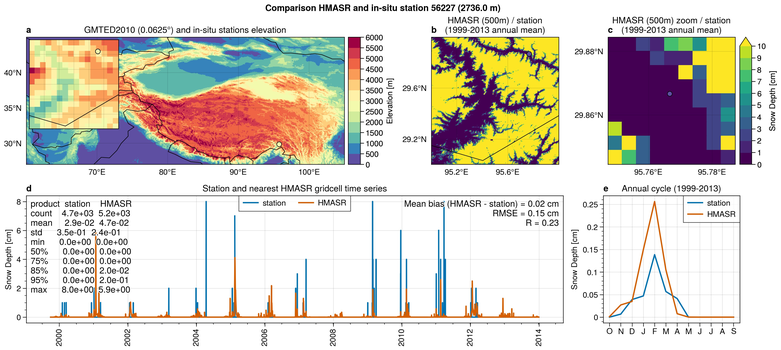 Comparison HMASR and in-situ station 56227 (2736.0 m)
a GMTED2010 (0.0625°) and in-situ stations elevation
40°N
35°N
30°N
70°E 80°E 90°E 100°E
6000
5500
5000
4500
4000
3500
3000
2500
2000
1500
1000
500
0
Elevation [m]
b HMASR (500m) / station
(1999-2013 annual mean)
29.6°N
29.2°N
95.2°E 95.6°E
c HMASR (500m) zoom / station
(1999-2013 annual mean)
29.88°N
29.86°N
95.76°E 95.78°E
10
9
8
7
6
5
4
3
2
1
0
Snow Depth [cm]
d Station and nearest HMASR gridcell time series
station HMASR
Mean bias (HMASR - station) = 0.02 cm
RMSE = 0.15 cm
R = 0.23
product station HMASR
count 4.7e+03 5.2e+03
mean 2.9e-02 4.7e-02
std 3.5e-01 2.4e-01
min 0.0e+00 0.0e+00
50% 0.0e+00 0.0e+00
75% 0.0e+00 0.0e+00
85% 0.0e+00 2.0e-02
95% 0.0e+00 2.0e-01
max 8.0e+00 5.9e+00
Snow Depth [cm]
8
6
4
2
0
2000 2002 2004 2006 2008 2010 2012 2014
e Annual cycle (1999-2013)
station
HMASR
Snow Depth [cm]
0.25
0.2
0.15
0.1
0.05
0
O N D J F M A M J J A S